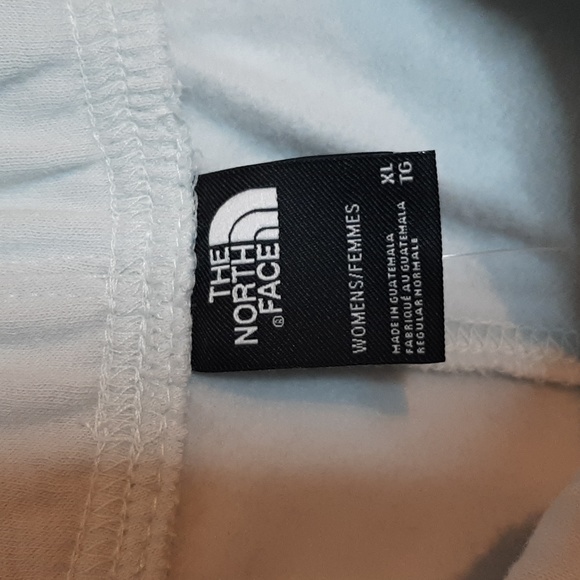 THE
NORTH
FACE®
WOMENS/FEMMES
XL
TG
MADE IN GUATEMALA
FABRIQUÉ AU GUATEMALA
REGULAR NORMALE